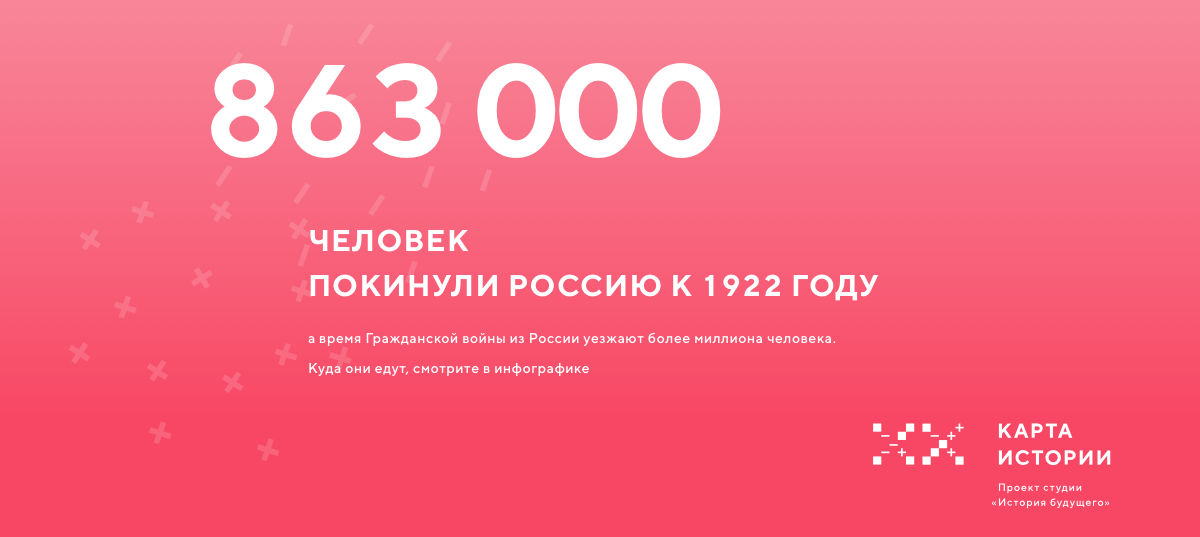 863 000
ЧЕЛОВЕК
ПОКИНУЛИ РОССИЮ К 1922 ГОДУ
а время Гражданской войны из России уезжают более миллиона человека.
Куда они едут, смотрите в инфографике
КАРТА
ИСТОРИИ
Проект студии
«История будущего»